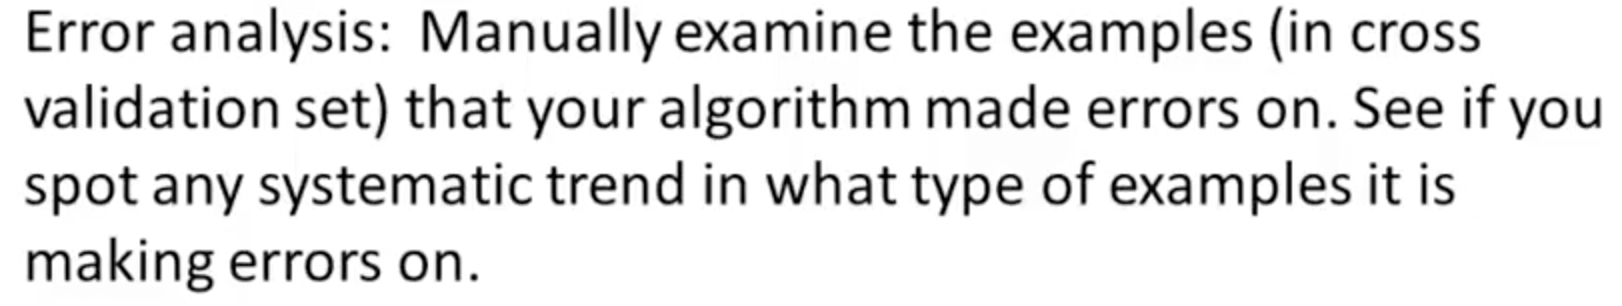 Error analysis: Manually examine the examples (in cross
validation set) that your algorithm made errors on. See if you
spot any systematic trend in what type of examples it is
making errors on.